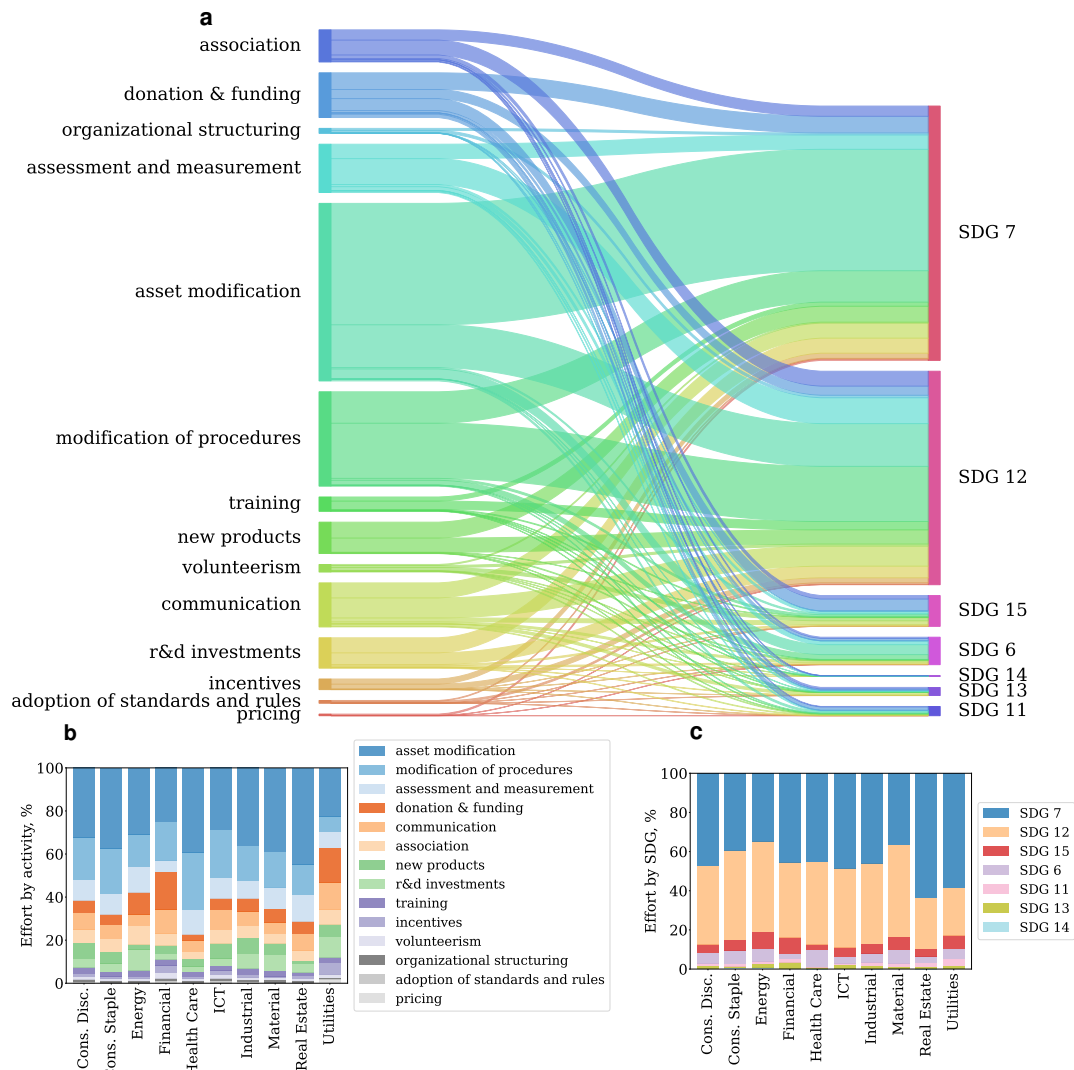 a
association
donation & funding
organizational structuring
assessment and measurement
asset modification
modification of procedures
training
new products
volunteerism
communication
r&d investments
incentives
adoption of standards and rules
pricing
SDG 7
SDG 12
SDG 15
SDG 6
SDG 14
SDG 13
SDG 11
b
Effort by activity, %
100
80
60
40
20
0
Cons. Disc.
ons. Staple
Energy
Financial
Health Care
ICT
Industrial
Material
Real Estate
Utilities
asset modification
modification of procedures
assessment and measurement
donation & funding
communication
association
new products
r&d investments
training
incentives
volunteerism
organizational structuring
adoption of standards and rules
pricing
c
Effort by SDG, %
100
80
60
40
20
0
Cons. Disc.
Cons. Staple
Energy
Financial
Health Care
ICT
Industrial
Material
Real Estate
Utilities
SDG 7
SDG 12
SDG 15
SDG 6
SDG 11
SDG 13
SDG 14